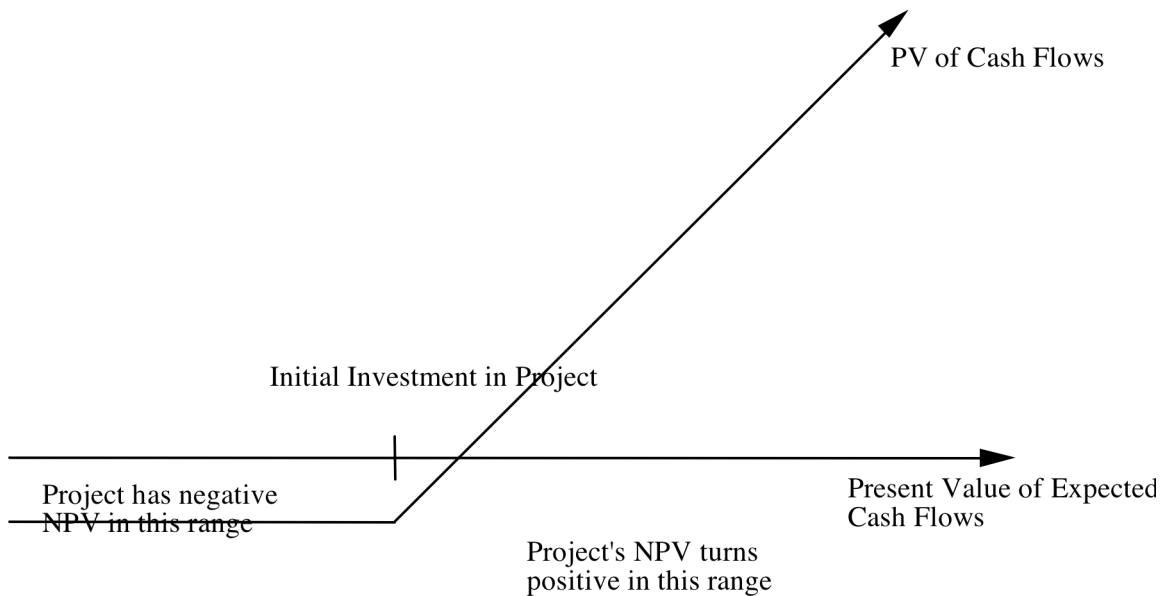 PV of Cash Flows
Initial Investment in Project
Project has negative
NPV in this range
Present Value of Expected
Cash Flows
Project's NPV turns
positive in this range